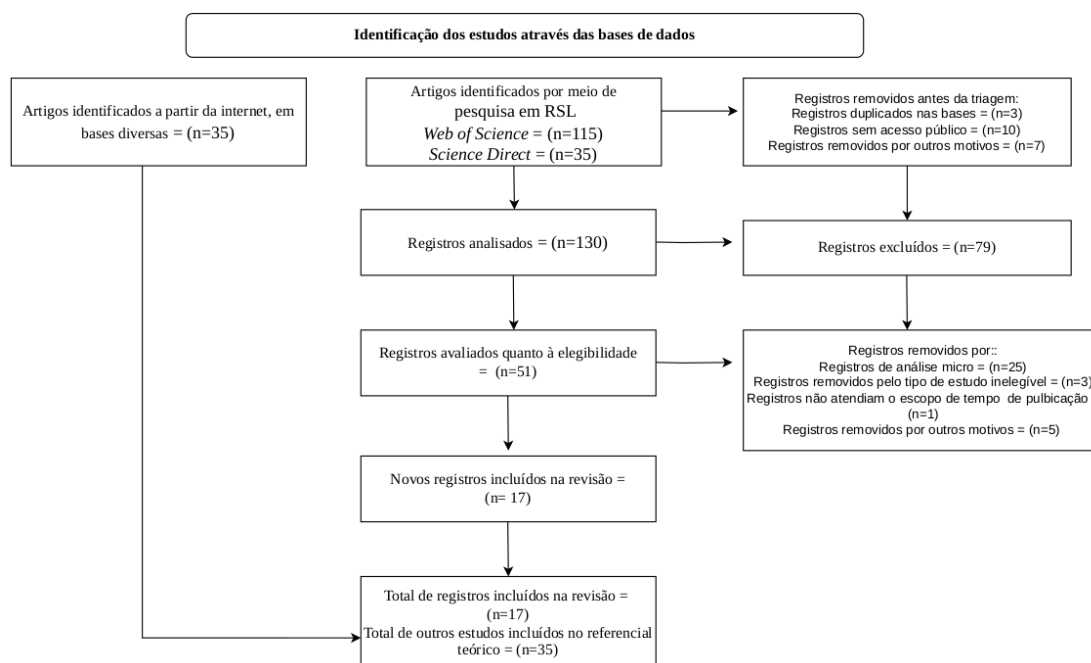 Identificação dos estudos através das bases de dados
Artigos identificados a partir da internet, em
bases diversas = (n=35)
Artigos identificados por meio de
pesquisa em RSL
Web of Science = (n=115)
Science Direct = (n=35)
Registros removidos antes da triagem:
Registros duplicados nas bases = (n=3)
Registros sem acesso público = (n=10)
Registros removidos por outros motivos = (n=7)
Registros analisados = (n=130)
Registros excluídos = (n=79)
Registros avaliados quanto à elegibilidade
= (n=51)
Registros removidos por::
Registros de análise micro = (n=25)
Registros removidos pelo tipo de estudo inelegível = (n=3)
Registros não atendiam o escopo de tempo de pulbicação
(n=1)
Registros removidos por outros motivos = (n=5)
Novos registros incluídos na revisão =
(n= 17)
Total de registros incluídos na revisão =
(n=17)
Total de outros estudos incluídos no referencial
teórico = (n=35)